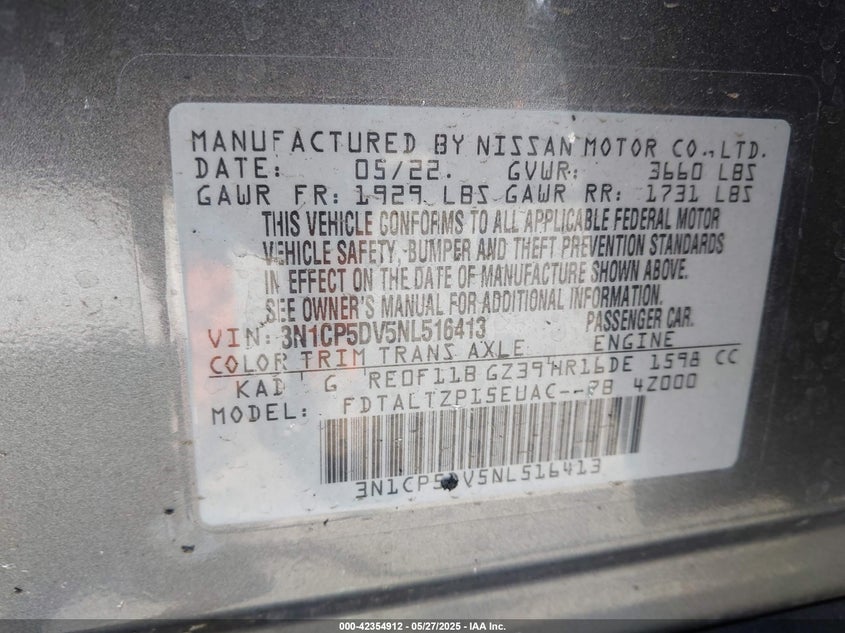 MANUFACTURED BY NISSAN MOTOR CO.,LTD.
DATE: 05/22. GVWR: 3660 LBS
GAWR FR: 1929 LBS GAWR RR: 1731 LBS
THIS VEHICLE CONFORMS TO ALL APPLICABLE FEDERAL MOTOR
VEHICLE SAFETY, BUMPER AND THEFT PREVENTION STANDARDS
IN EFFECT ON THE DATE OF MANUFACTURE SHOWN ABOVE.
SEE OWNER'S MANUAL FOR ADDITIONAL INFORMATION.
VIN: 3N1CP5DV5NL516413 PASSENGER CAR.
COLOR TRIM TRANS AXLE ENGINE
KAD G RE0F11B GZ39 HR16DE 1598 CC
MODEL: FDTALTZP15EUAC--RB 4Z000
3N1CP5DV5NL516413
000-42354912 — 05/27/2025 — IAA Inc.